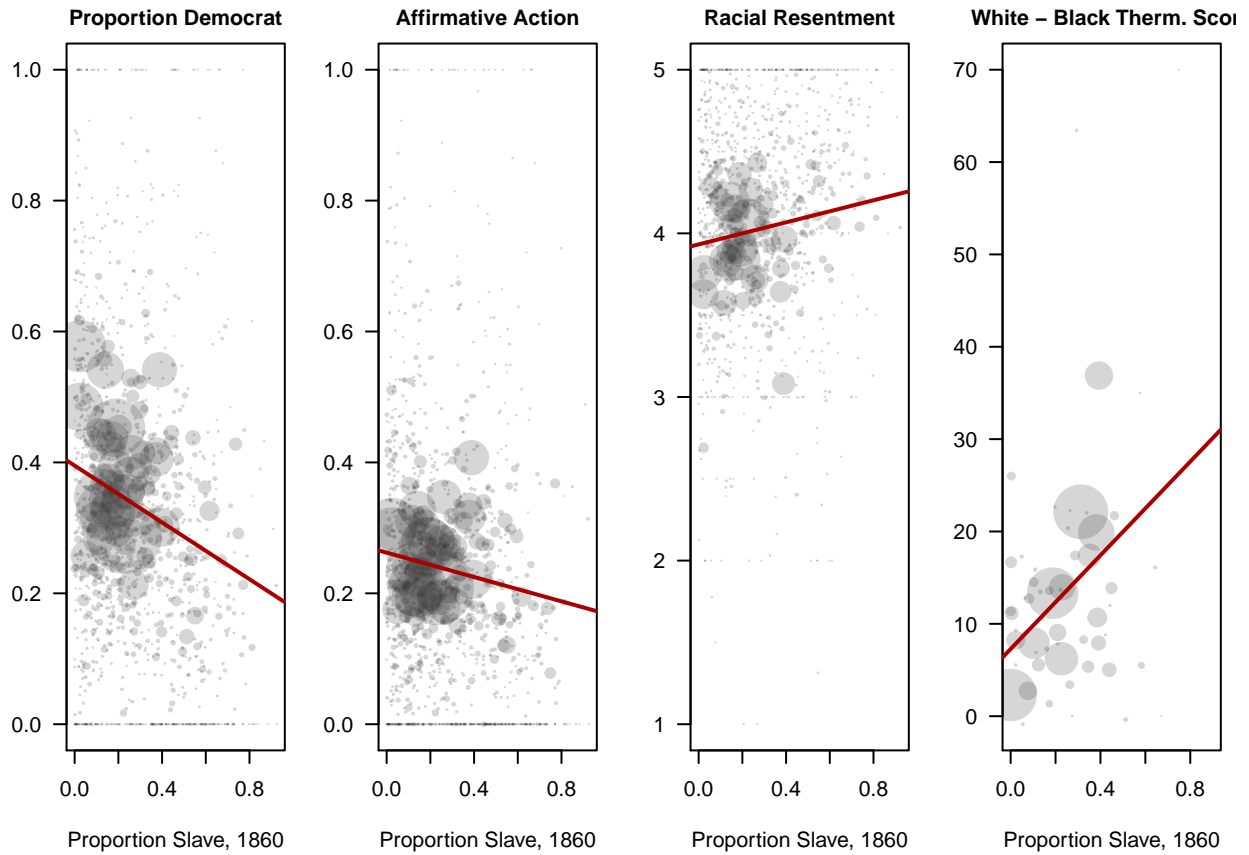 Proportion Democrat
Affirmative Action
Racial Resentment
White − Black Therm. Scor
1.0
0.8
0.6
0.4
0.2
0.0
0.0 0.4 0.8
Proportion Slave, 1860
1.0
0.8
0.6
0.4
0.2
0.0
0.0 0.4 0.8
Proportion Slave, 1860
5
4
3
2
1
0.0 0.4 0.8
Proportion Slave, 1860
70
60
50
40
30
20
10
0
0.0 0.4 0.8
Proportion Slave, 1860